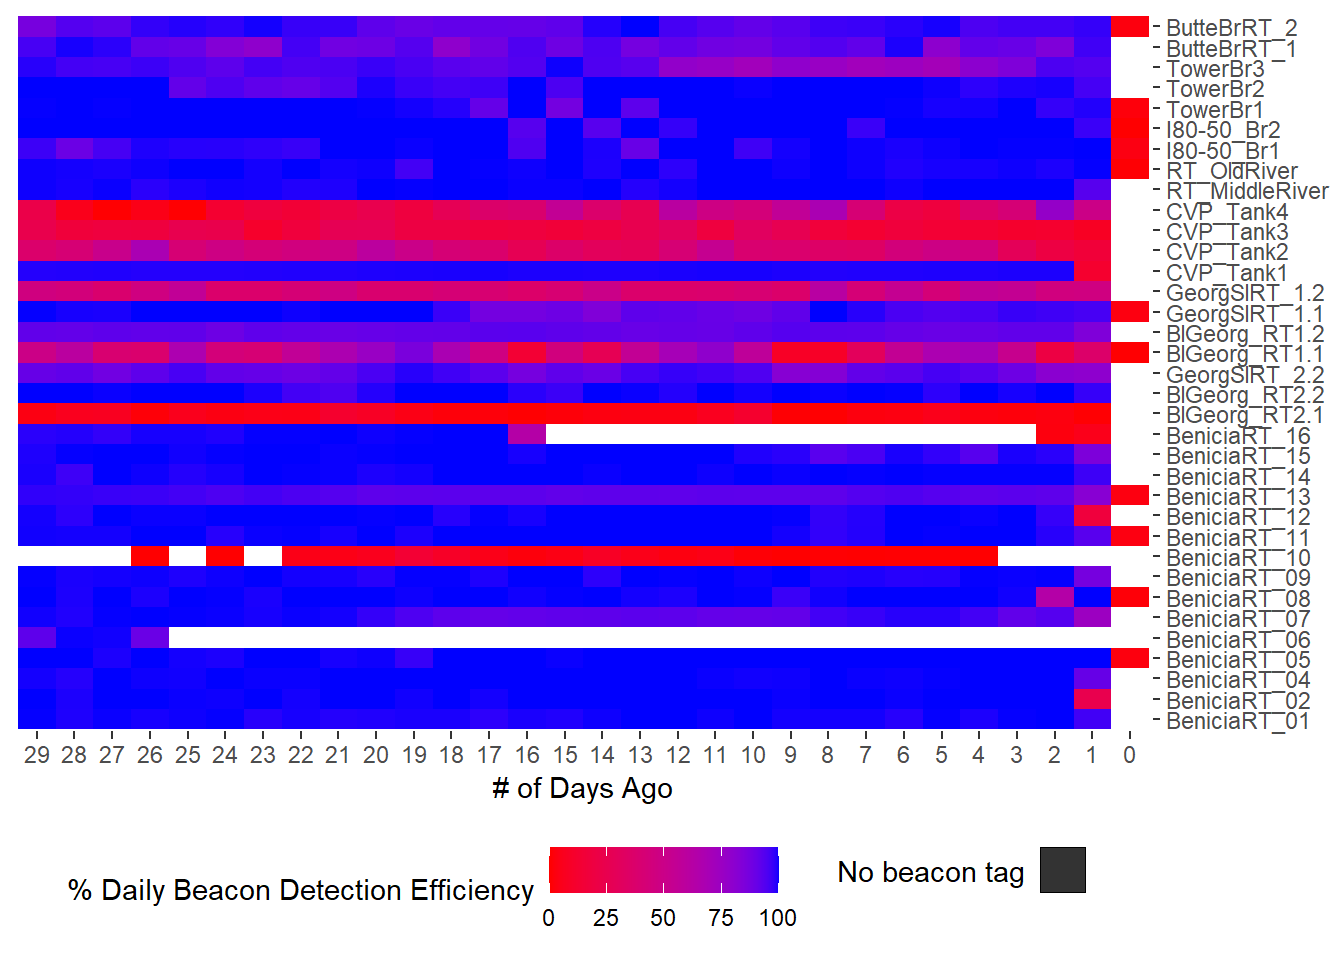 ButteBrRT_2
ButteBrRT_1
TowerBr3
TowerBr2
TowerBr1
I80-50_Br2
I80-50_Br1
RT_OldRiver
RT_MiddleRiver
CVP_Tank4
CVP_Tank3
CVP_Tank2
CVP_Tank1
GeorgSlRT_1.2
GeorgSlRT_1.1
BlGeorg_RT1.2
BlGeorg_RT1.1
GeorgSlRT_2.2
BlGeorg_RT2.2
BlGeorg_RT2.1
BeniciaRT_16
BeniciaRT_15
BeniciaRT_14
BeniciaRT_13
BeniciaRT_12
BeniciaRT_11
BeniciaRT_10
BeniciaRT_09
BeniciaRT_08
BeniciaRT_07
BeniciaRT_06
BeniciaRT_05
BeniciaRT_04
BeniciaRT_02
BeniciaRT_01
29 28 27 26 25 24 23 22 21 20 19 18 17 16 15 14 13 12 11 10 9 8 7 6 5 4 3 2 1 0
# of Days Ago
% Daily Beacon Detection Efficiency
0 25 50 75 100
No beacon tag